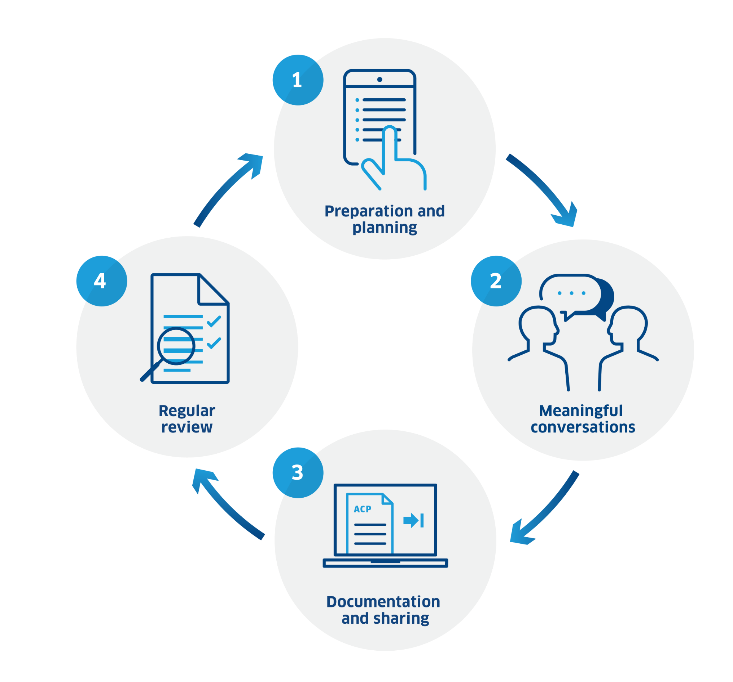 1
Preparation and
planning
2
Meaningful
conversations
3
ACP
Documentation
and sharing
4
Regular
review